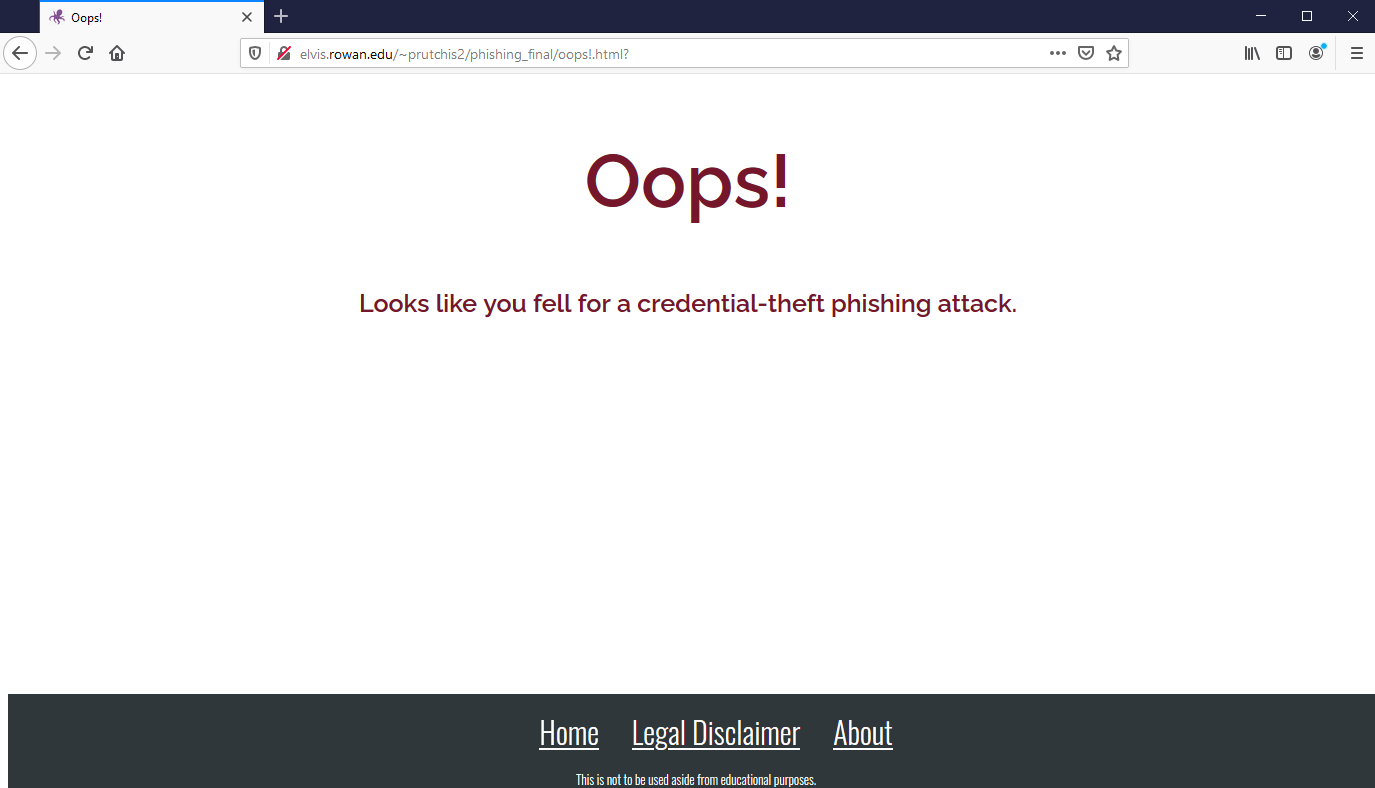 Oops!
elvis.rowan.edu/~prutchis2/phishing_final/oops!.html?
Oops!
Looks like you fell for a credential-theft phishing attack.
Home Legal Disclaimer About
This is not to be used aside from educational purposes.